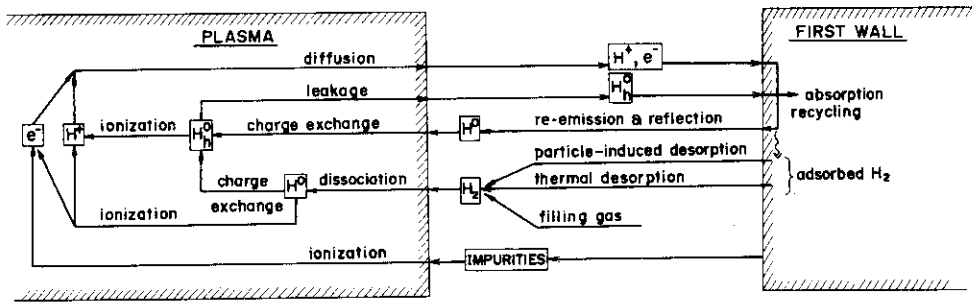 PLASMA
FIRST WALL
diffusion
H⁺, e⁻
leakage
H⁰ₕ
absorption
recycling
e⁻
H⁺
ionization
H⁰ₕ
charge exchange
H⁰
re-emission & reflection
particle-induced desorption
adsorbed H₂
charge
exchange
H⁰
dissociation
H₂
thermal desorption
ionization
filling gas
ionization
IMPURITIES